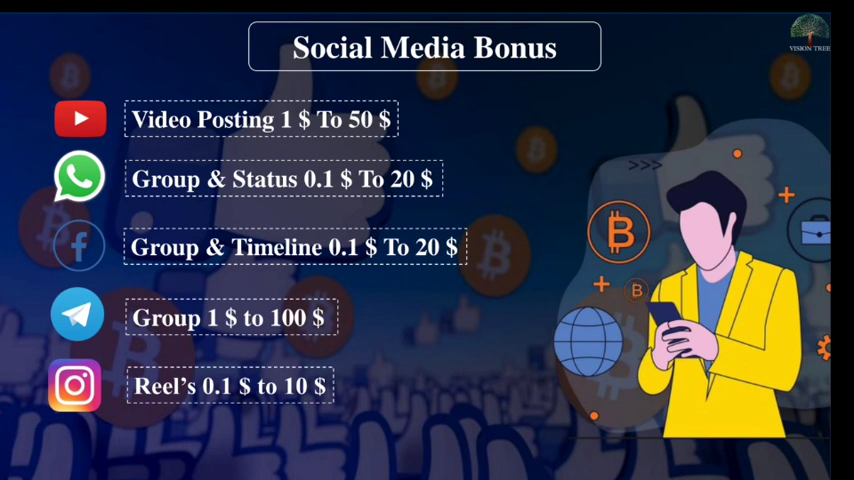 Social Media Bonus
VISION TREE
Video Posting 1 $ To 50 $
Group & Status 0.1 $ To 20 $
Group & Timeline 0.1 $ To 20 $
Group 1 $ to 100 $
Reel's 0.1 $ to 10 $